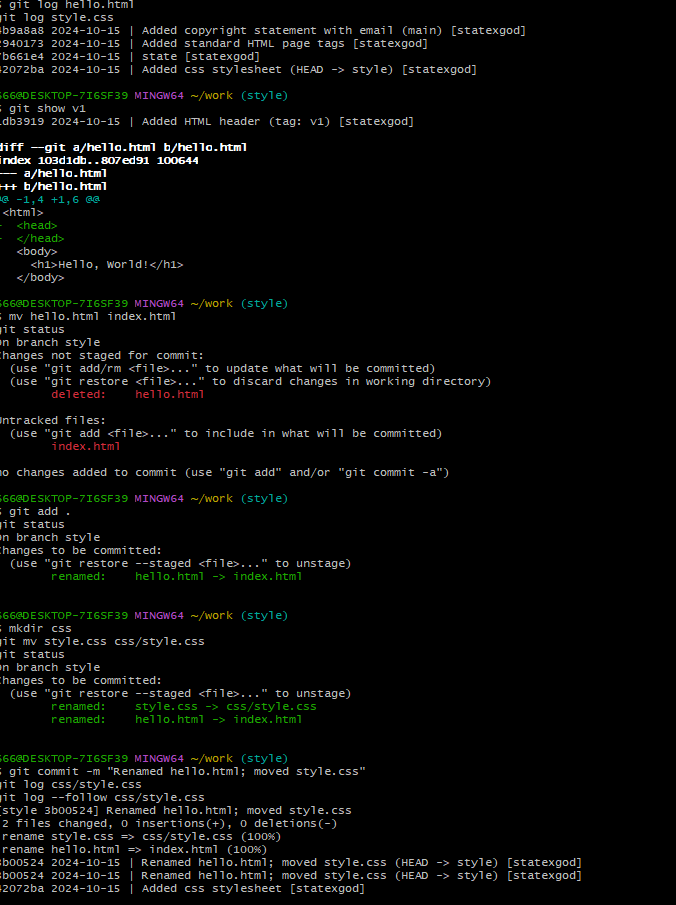 $ git log hello.html
git log style.css
4b9a8a8 2024-10-15 | Added copyright statement with email (main) [statexgod]
2940173 2024-10-15 | Added standard HTML page tags [statexgod]
7b661e4 2024-10-15 | state [statexgod]
42072ba 2024-10-15 | Added css stylesheet (HEAD -> style) [statexgod]
666@DESKTOP-7I6SF39 MINGW64 ~/work (style)
$ git show v1
1db3919 2024-10-15 | Added HTML header (tag: v1) [statexgod]
diff --git a/hello.html b/hello.html
index 103d1db..807ed91 100644
--- a/hello.html
+++ b/hello.html
@@ -1,4 +1,6 @@
<html>
+ <head>
+ </head>
<body>
<h1>Hello, World!</h1>
</body>
666@DESKTOP-7I6SF39 MINGW64 ~/work (style)
$ mv hello.html index.html
git status
On branch style
Changes not staged for commit:
(use "git add/rm <file>..." to update what will be committed)
(use "git restore <file>..." to discard changes in working directory)
deleted: hello.html
Untracked files:
(use "git add <file>..." to include in what will be committed)
index.html
no changes added to commit (use "git add" and/or "git commit -a")
666@DESKTOP-7I6SF39 MINGW64 ~/work (style)
$ git add .
git status
On branch style
Changes to be committed:
(use "git restore --staged <file>..." to unstage)
renamed: hello.html -> index.html
666@DESKTOP-7I6SF39 MINGW64 ~/work (style)
$ mkdir css
git mv style.css css/style.css
git status
On branch style
Changes to be committed:
(use "git restore --staged <file>..." to unstage)
renamed: style.css -> css/style.css
renamed: hello.html -> index.html
666@DESKTOP-7I6SF39 MINGW64 ~/work (style)
$ git commit -m "Renamed hello.html; moved style.css"
git log css/style.css
git log --follow css/style.css
[style 3b00524] Renamed hello.html; moved style.css
2 files changed, 0 insertions(+), 0 deletions(-)
rename style.css => css/style.css (100%)
rename hello.html => index.html (100%)
3b00524 2024-10-15 | Renamed hello.html; moved style.css (HEAD -> style) [statexgod]
3b00524 2024-10-15 | Renamed hello.html; moved style.css (HEAD -> style) [statexgod]
42072ba 2024-10-15 | Added css stylesheet [statexgod]